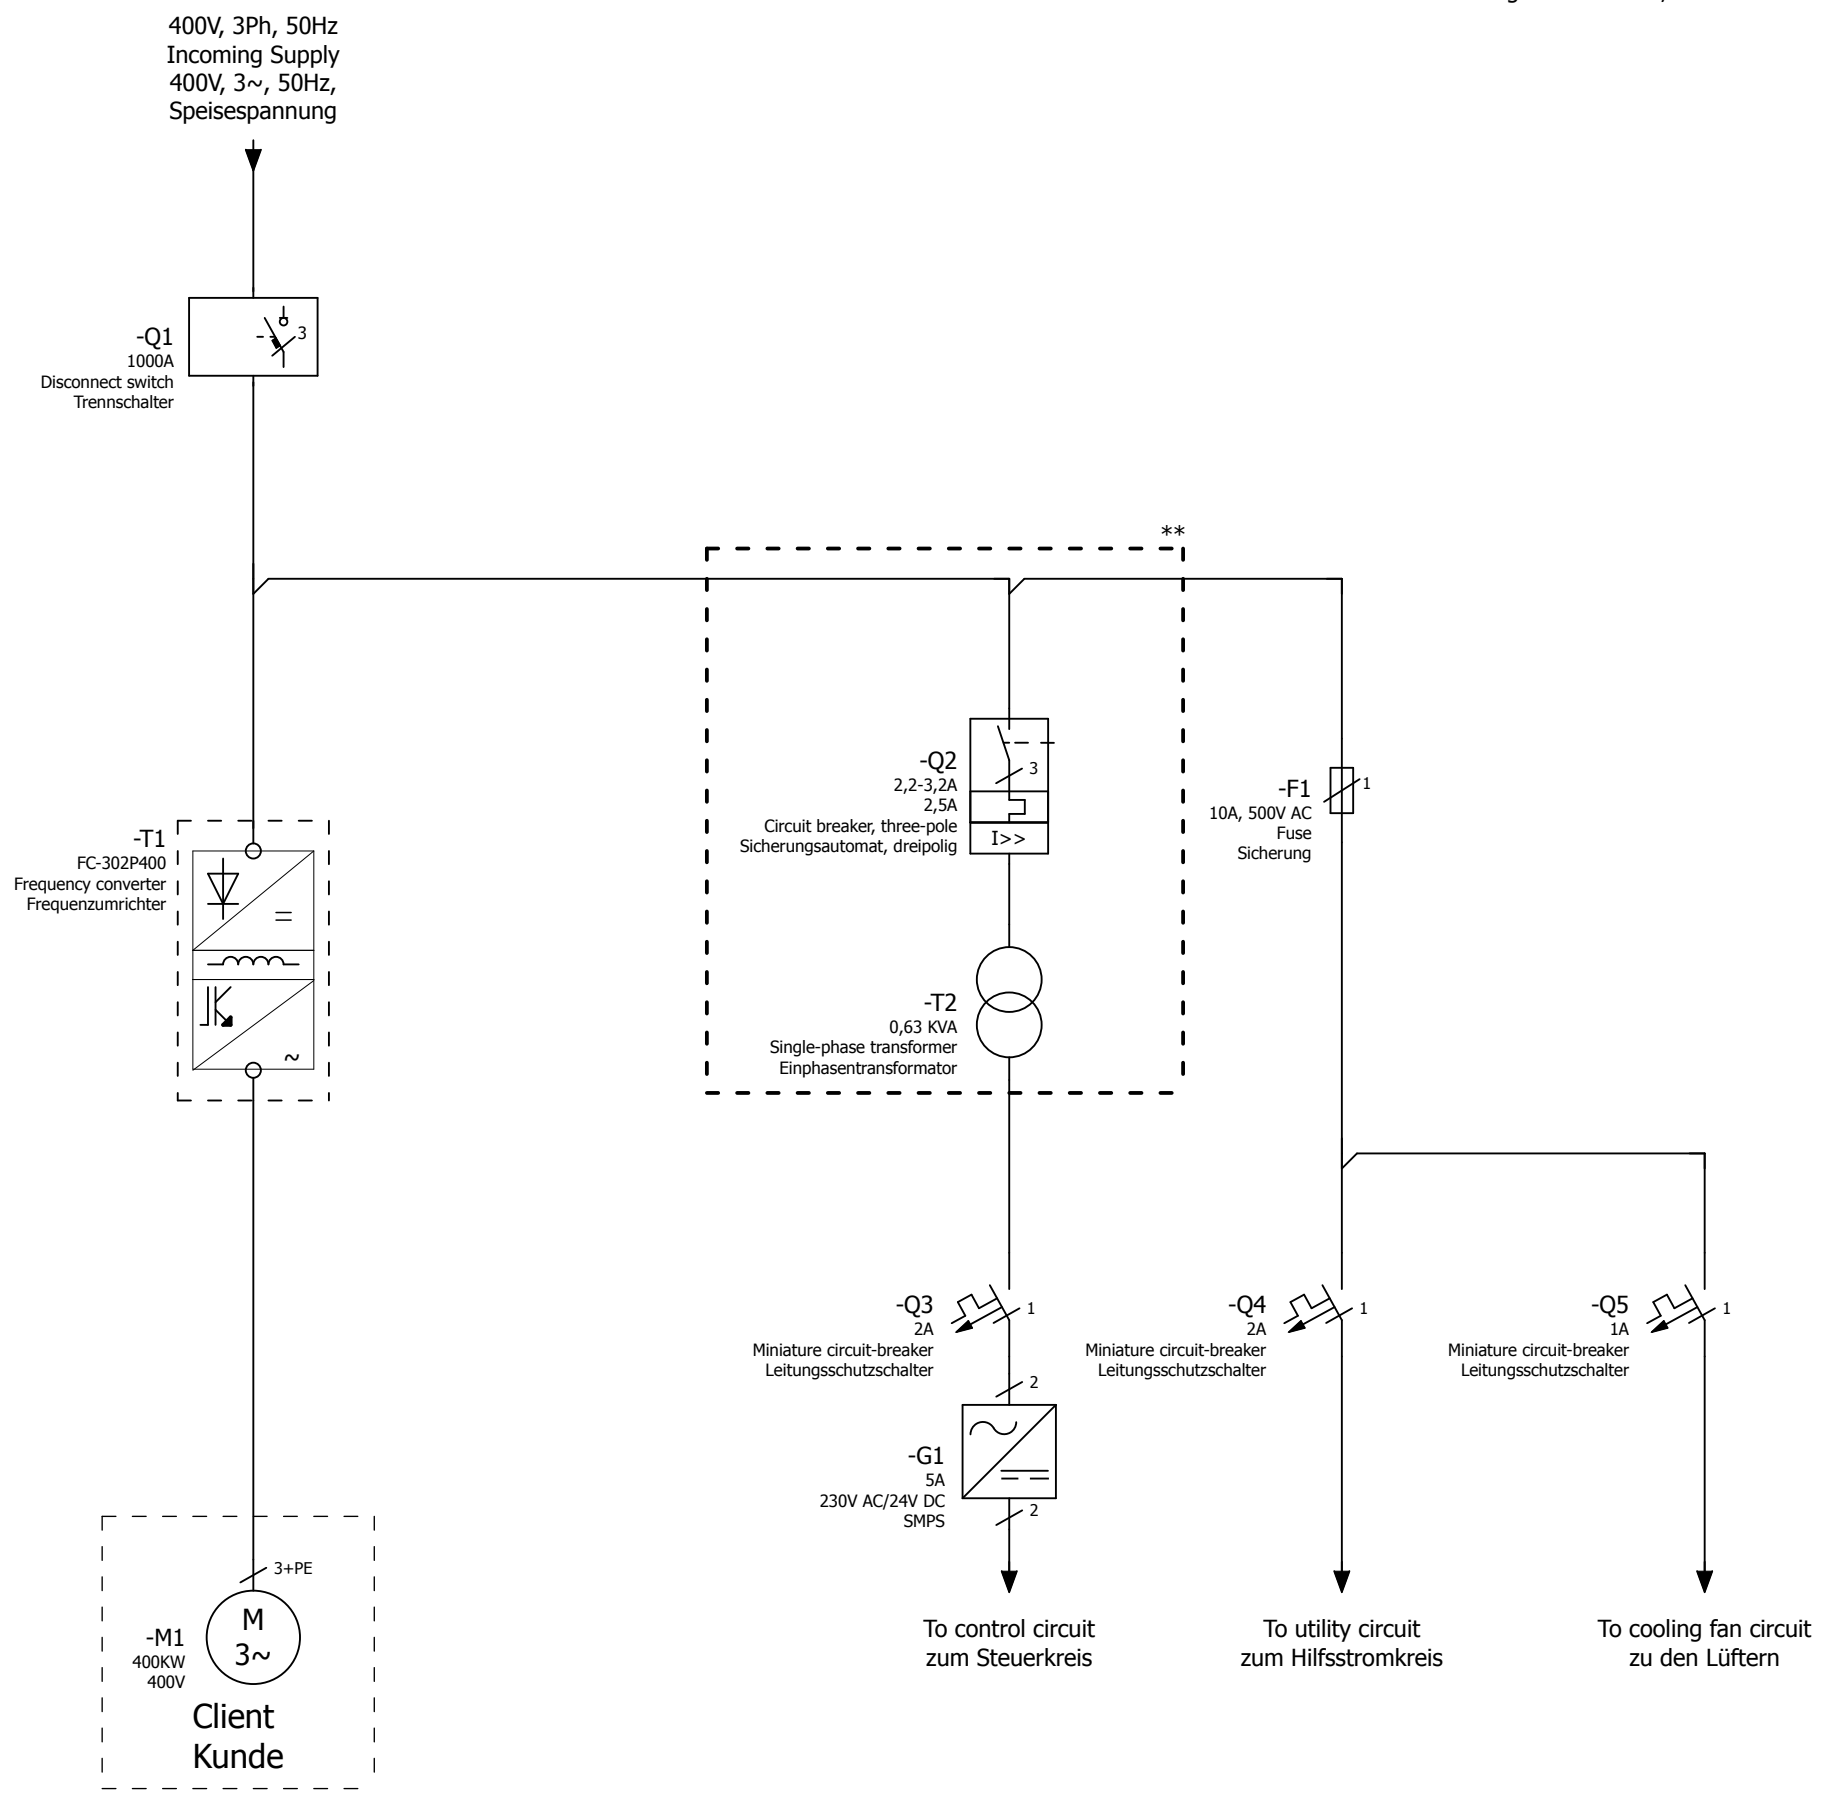 400V, 3Ph, 50Hz
Incoming Supply
400V, 3~, 50Hz,
Speisespannung
-Q1
1000A
Disconnect switch
Trennschalter
3
**
-Q2
2,2-3,2A
2,5A
Circuit breaker, three-pole
Sicherungsautomat, dreipolig
3
I>>
-F1
10A, 500V AC
Fuse
Sicherung
1
-T1
FC-302P400
Frequency converter
Frequenzumrichter
=
~
-T2
0,63 KVA
Single-phase transformer
Einphasentransformator
-Q3
2A
Miniature circuit-breaker
Leitungsschutzschalter
1
-Q4
2A
Miniature circuit-breaker
Leitungsschutzschalter
1
-Q5
1A
Miniature circuit-breaker
Leitungsschutzschalter
1
2
-G1
5A
230V AC/24V DC
SMPS
2
3+PE
M
3~
-M1
400KW
400V
Client
Kunde
To control circuit
zum Steuerkreis
To utility circuit
zum Hilfsstromkreis
To cooling fan circuit
zu den Lüftern